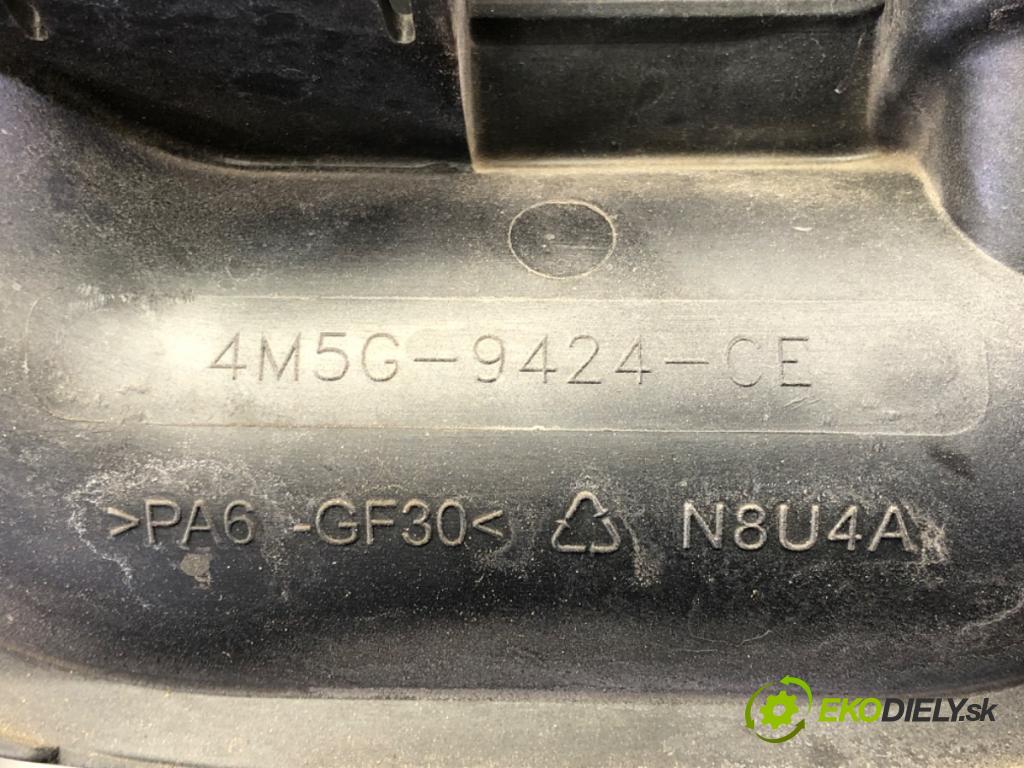 4M5G-9424-CE
>PA6 -GF30< N8U4A
EKODIELY.sk